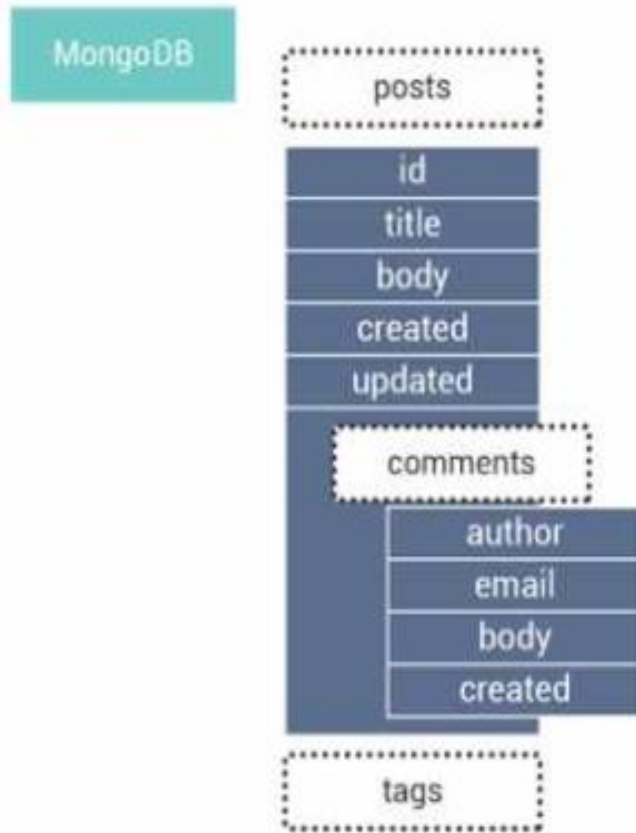 MongoDB
posts
id
title
body
created
updated
comments
author
email
body
created
tags